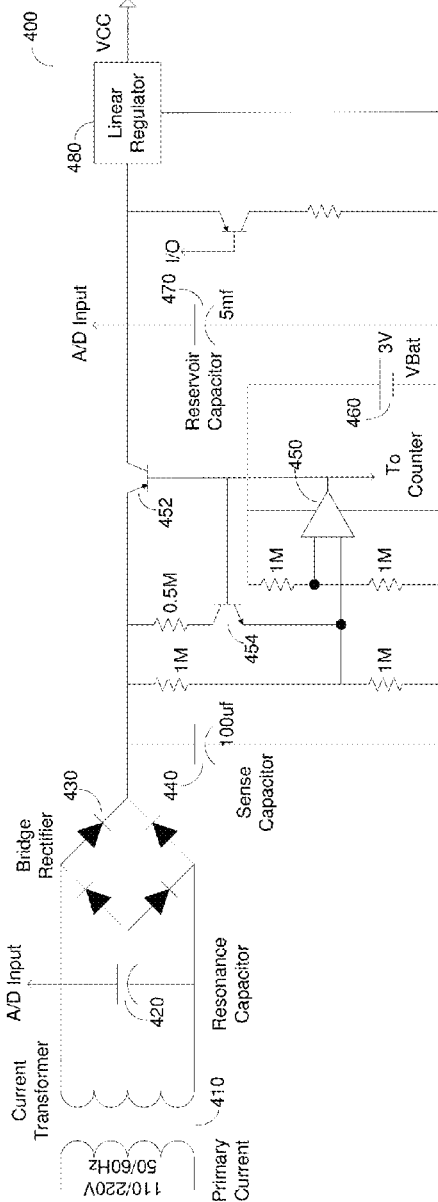 400
110/220V
50/60Hz
Primary
Current
410
Current
Transformer
A/D Input
420
Resonance
Capacitor
Bridge
Rectifier
430
440
100uf
Sense
Capacitor
1M
1M
0.5M
454
452
1M
1M
450
To
Counter
460
3V
VBat
A/D Input
Reservoir
Capacitor
470
5mf
I/O
480
Linear
Regulator
VCC